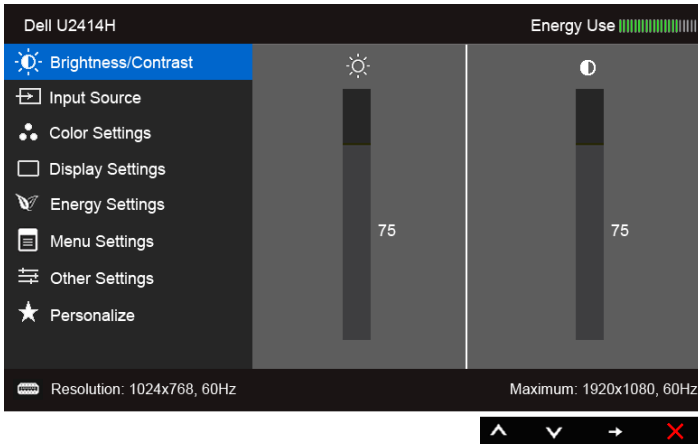 Dell U2414H
Energy Use
Brightness/Contrast
Input Source
Color Settings
Display Settings
Energy Settings
Menu Settings
Other Settings
Personalize
75
75
Resolution: 1024x768, 60Hz
Maximum: 1920x1080, 60Hz